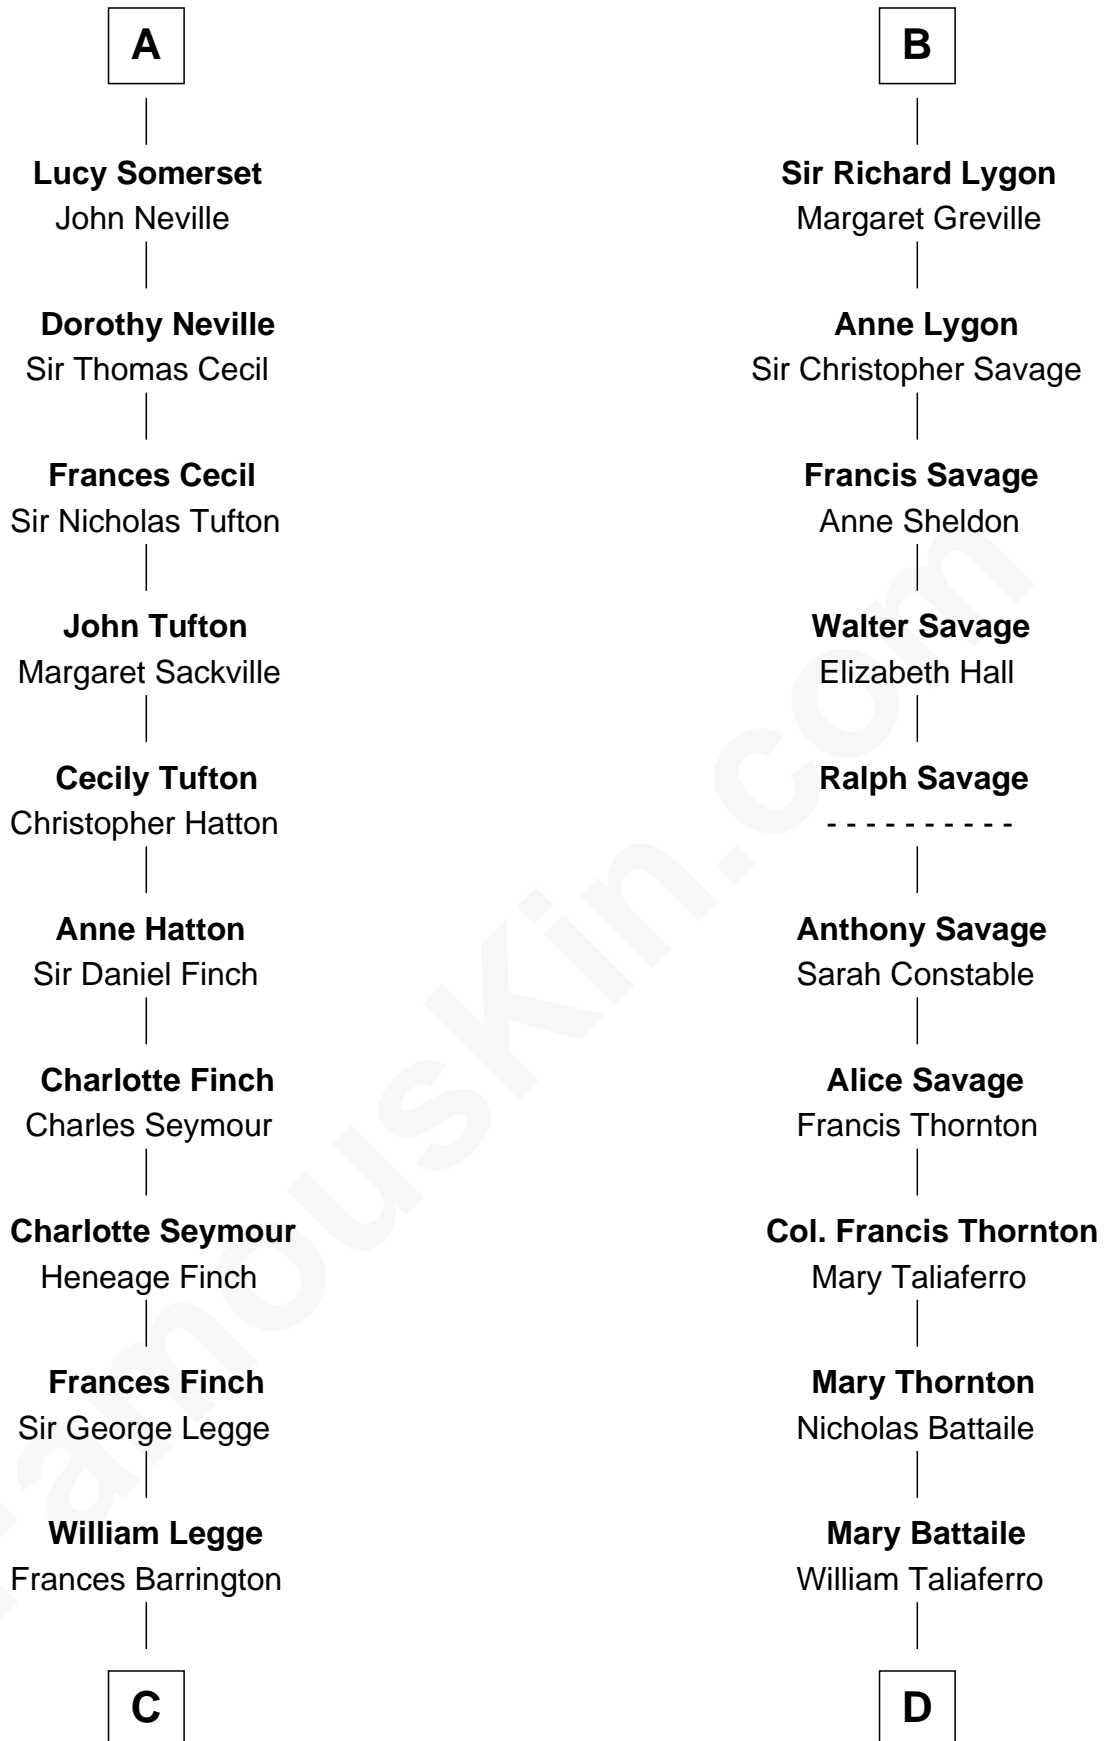 A
Lucy Somerset
John Neville
Dorothy Neville
Sir Thomas Cecil
Frances Cecil
Sir Nicholas Tufton
John Tufton
Margaret Sackville
Cecily Tufton
Christopher Hatton
Anne Hatton
Sir Daniel Finch
Charlotte Finch
Charles Seymour
Charlotte Seymour
Heneage Finch
Frances Finch
Sir George Legge
William Legge
Frances Barrington
C
B
Sir Richard Lygon
Margaret Greville
Anne Lygon
Sir Christopher Savage
Francis Savage
Anne Sheldon
Walter Savage
Elizabeth Hall
Ralph Savage
- - - - - - - - - -
Anthony Savage
Sarah Constable
Alice Savage
Francis Thornton
Col. Francis Thornton
Mary Taliaferro
Mary Thornton
Nicholas Battaile
Mary Battaile
William Taliaferro
D
FamousKin.com